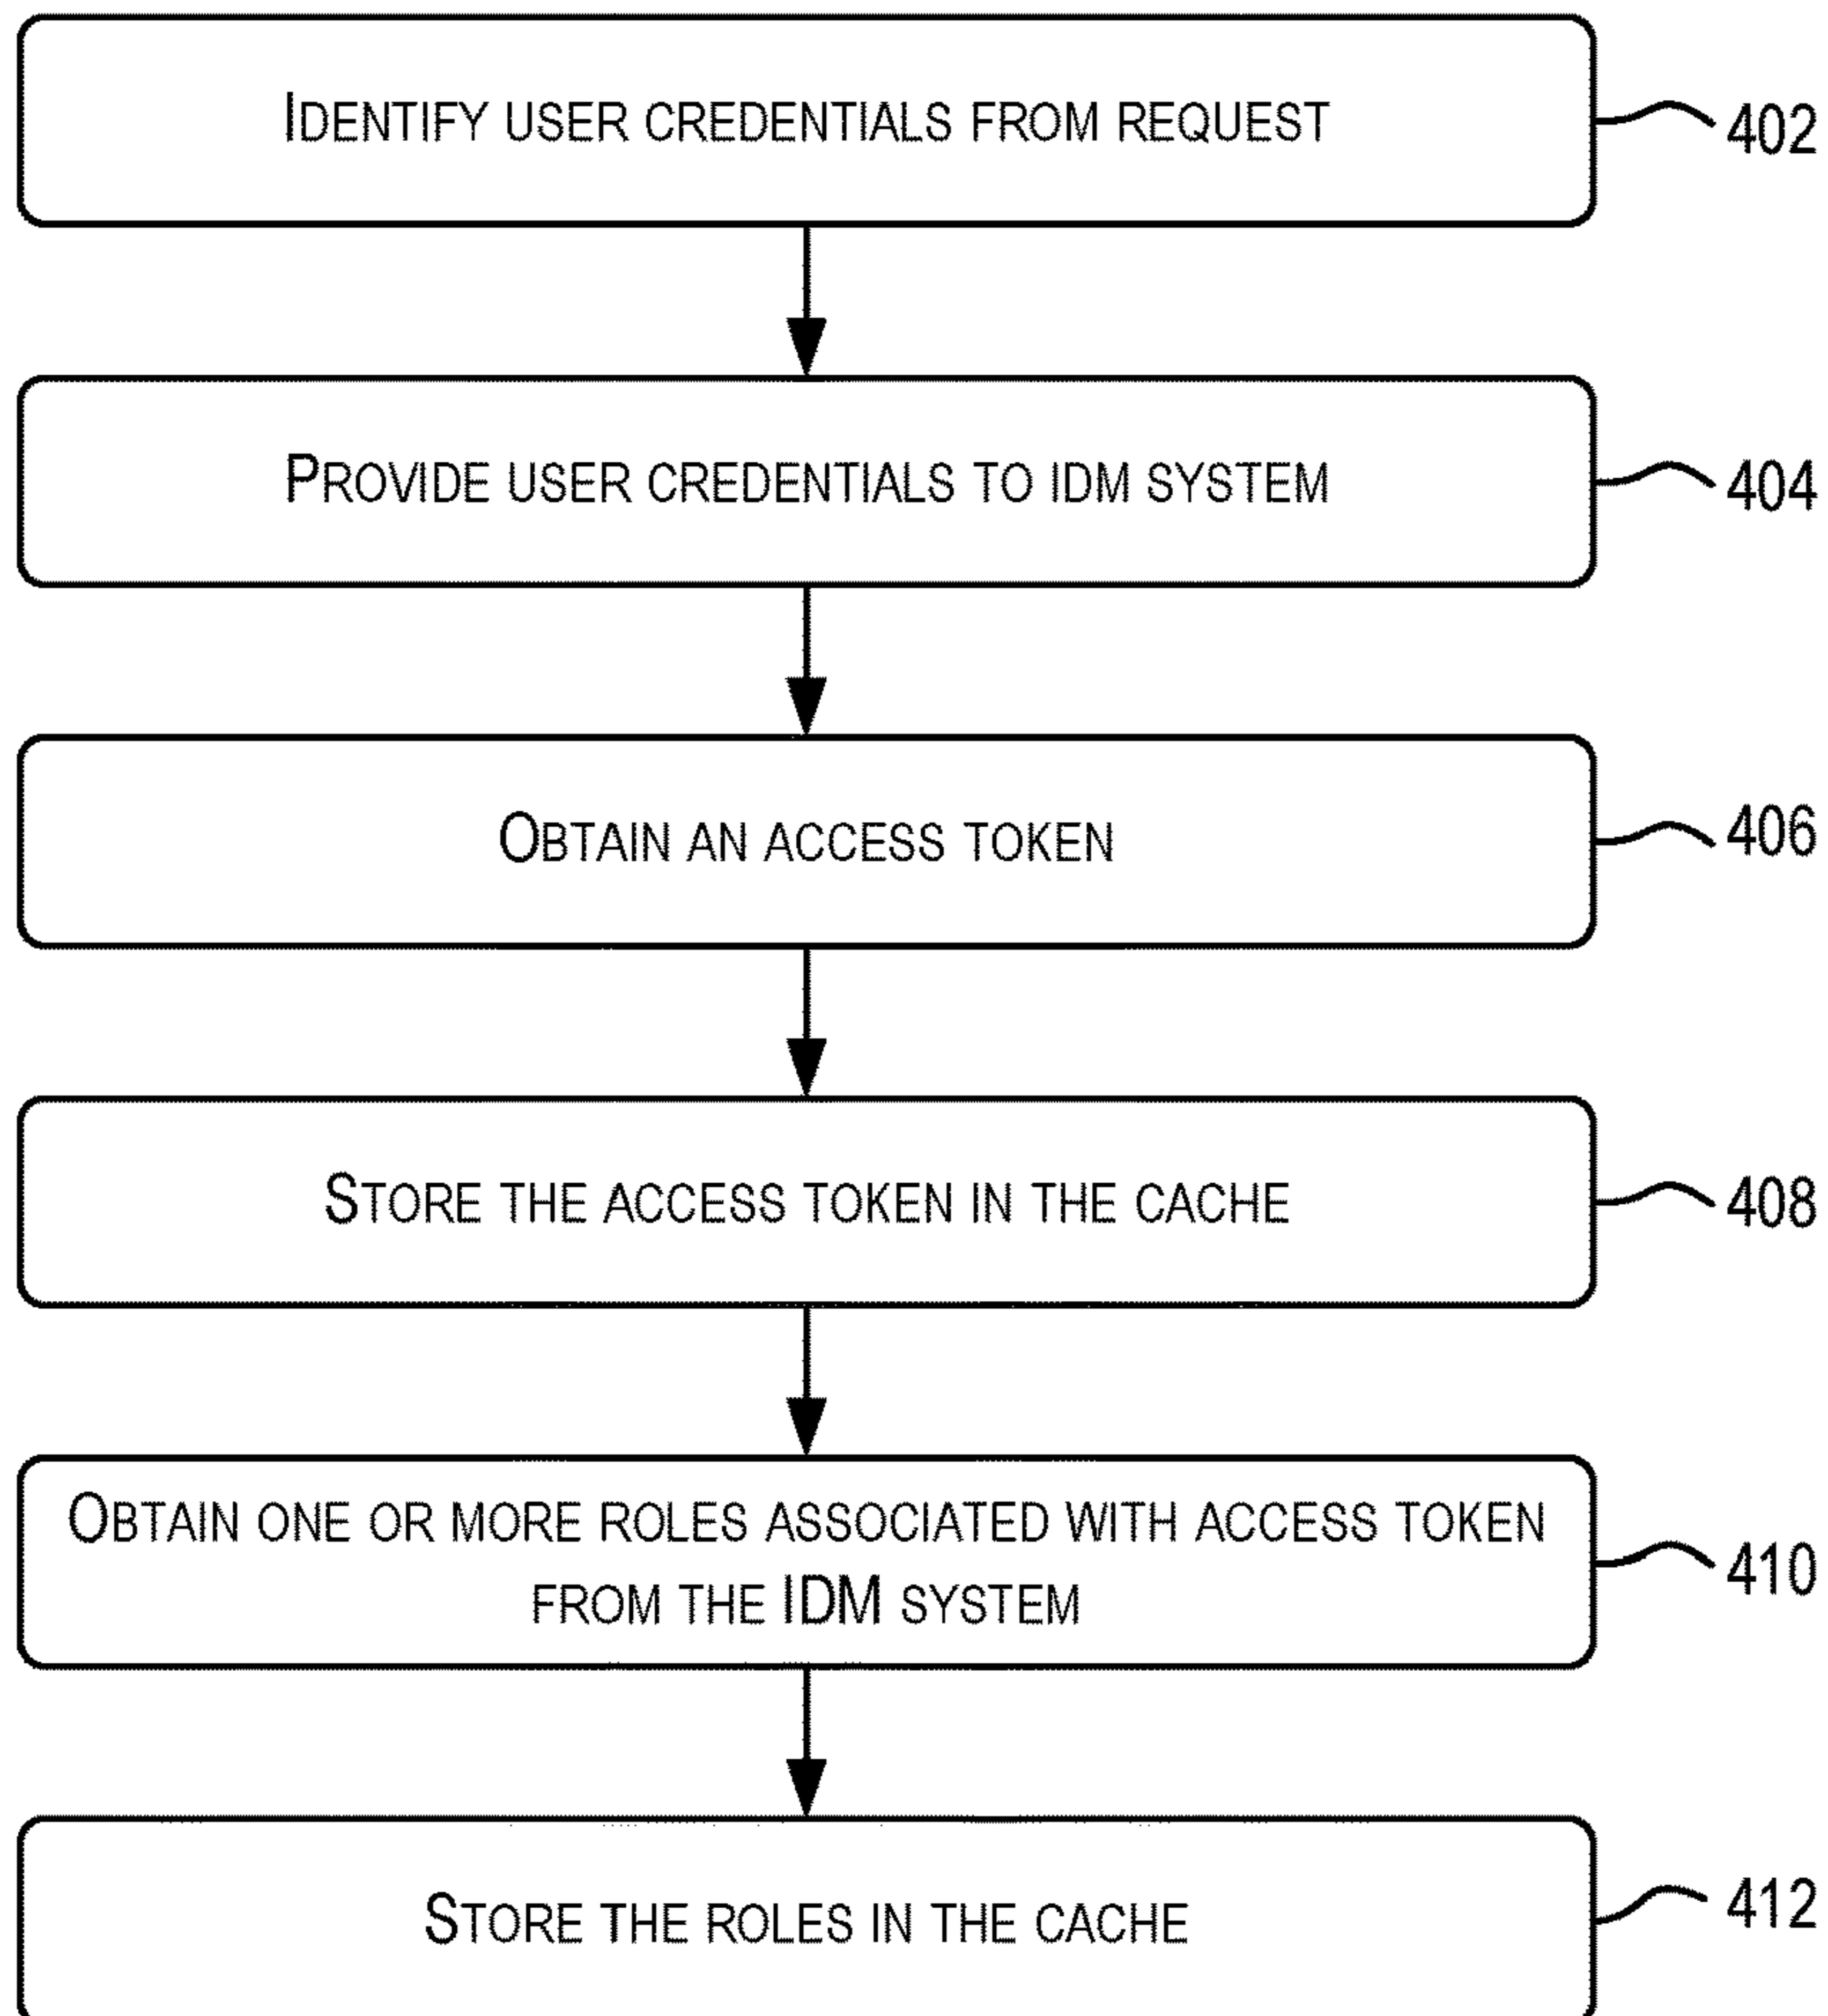 IDENTIFY USER CREDENTIALS FROM REQUEST
402
PROVIDE USER CREDENTIALS TO IDM SYSTEM
404
OBTAIN AN ACCESS TOKEN
406
STORE THE ACCESS TOKEN IN THE CACHE
408
OBTAIN ONE OR MORE ROLES ASSOCIATED WITH ACCESS TOKEN
FROM THE IDM SYSTEM
410
STORE THE ROLES IN THE CACHE
412